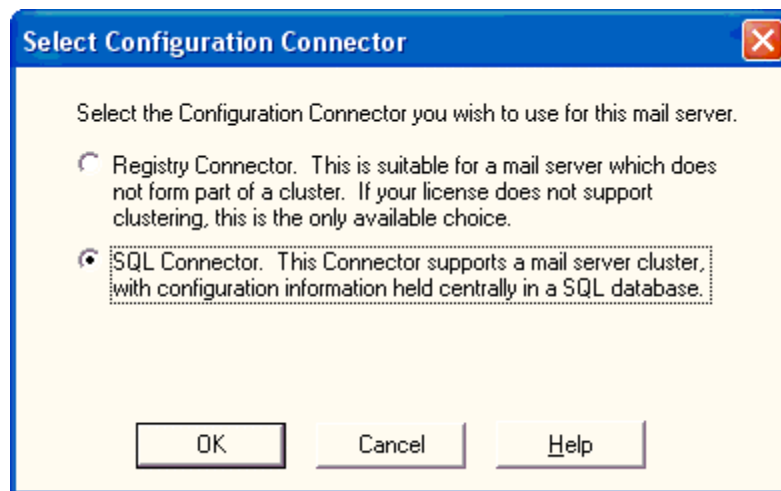 Select Configuration Connector
Select the Configuration Connector you wish to use for this mail server.
Registry Connector.  This is suitable for a mail server which does
not form part of a cluster.  If your license does not support
clustering, this is the only available choice.
SQL Connector.  This Connector supports a mail server cluster,
with configuration information held centrally in a SQL database.
OK Cancel Help